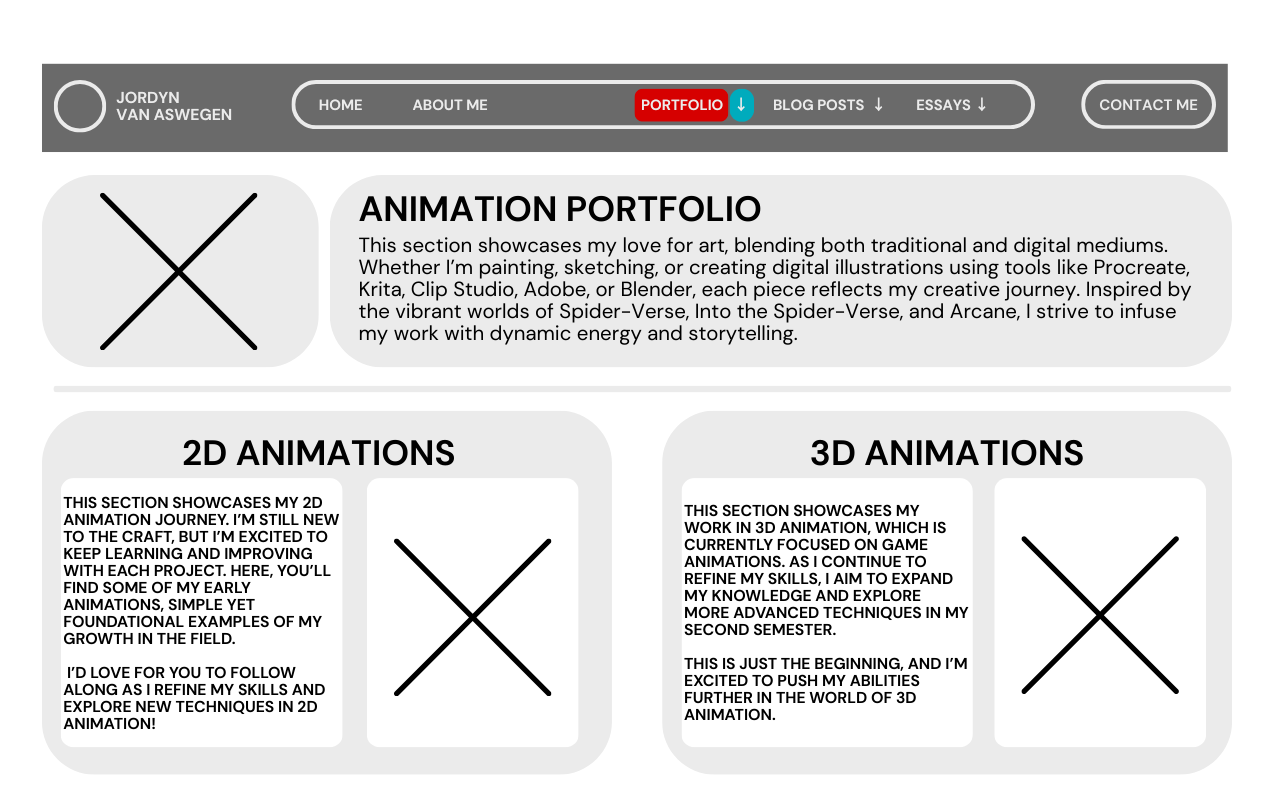 JORDYN
VAN ASWEGEN
HOME
ABOUT ME
PORTFOLIO ↓
BLOG POSTS ↓
ESSAYS ↓
CONTACT ME
ANIMATION PORTFOLIO
This section showcases my love for art, blending both traditional and digital mediums.
Whether I’m painting, sketching, or creating digital illustrations using tools like Procreate,
Krita, Clip Studio, Adobe, or Blender, each piece reflects my creative journey. Inspired by
the vibrant worlds of Spider-Verse, Into the Spider-Verse, and Arcane, I strive to infuse
my work with dynamic energy and storytelling.
2D ANIMATIONS
THIS SECTION SHOWCASES MY 2D
ANIMATION JOURNEY. I’M STILL NEW
TO THE CRAFT, BUT I’M EXCITED TO
KEEP LEARNING AND IMPROVING
WITH EACH PROJECT. HERE, YOU’LL
FIND SOME OF MY EARLY
ANIMATIONS, SIMPLE YET
FOUNDATIONAL EXAMPLES OF MY
GROWTH IN THE FIELD.
I’D LOVE FOR YOU TO FOLLOW
ALONG AS I REFINE MY SKILLS AND
EXPLORE NEW TECHNIQUES IN 2D
ANIMATION!
3D ANIMATIONS
THIS SECTION SHOWCASES MY
WORK IN 3D ANIMATION, WHICH IS
CURRENTLY FOCUSED ON GAME
ANIMATIONS. AS I CONTINUE TO
REFINE MY SKILLS, I AIM TO EXPAND
MY KNOWLEDGE AND EXPLORE
MORE ADVANCED TECHNIQUES IN MY
SECOND SEMESTER.
THIS IS JUST THE BEGINNING, AND I’M
EXCITED TO PUSH MY ABILITIES
FURTHER IN THE WORLD OF 3D
ANIMATION.